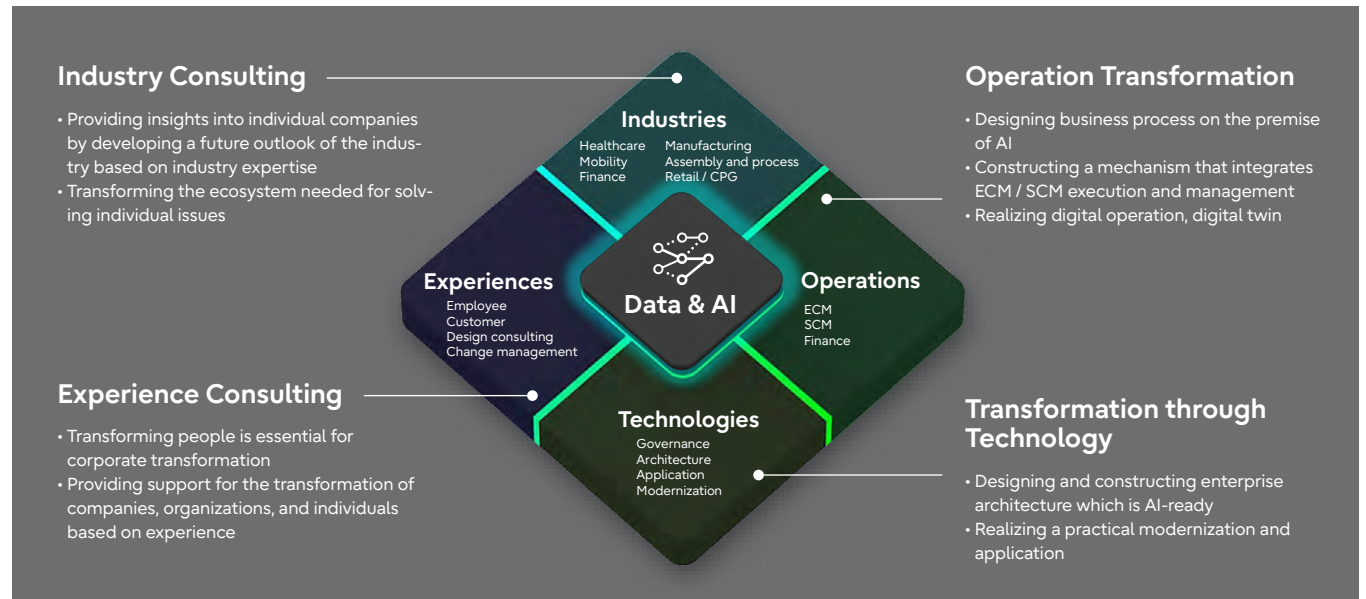 Industry Consulting
• Providing insights into individual companies
by developing a future outlook of the indus-
try based on industry expertise
• Transforming the ecosystem needed for solv-
ing individual issues
Industries
Healthcare
Mobility
Finance
Manufacturing
Assembly and process
Retail / CPG
Operation Transformation
• Designing business process on the premise
of AI
• Constructing a mechanism that integrates
ECM / SCM execution and management
• Realizing digital operation, digital twin
Experiences
Employee
Customer
Design consulting
Change management
Data & AI
Operations
ECM
SCM
Finance
Experience Consulting
• Transforming people is essential for
corporate transformation
• Providing support for the transformation of
companies, organizations, and individuals
based on experience
Technologies
Governance
Architecture
Application
Modernization
Transformation through
Technology
• Designing and constructing enterprise
architecture which is AI-ready
• Realizing a practical modernization and
application